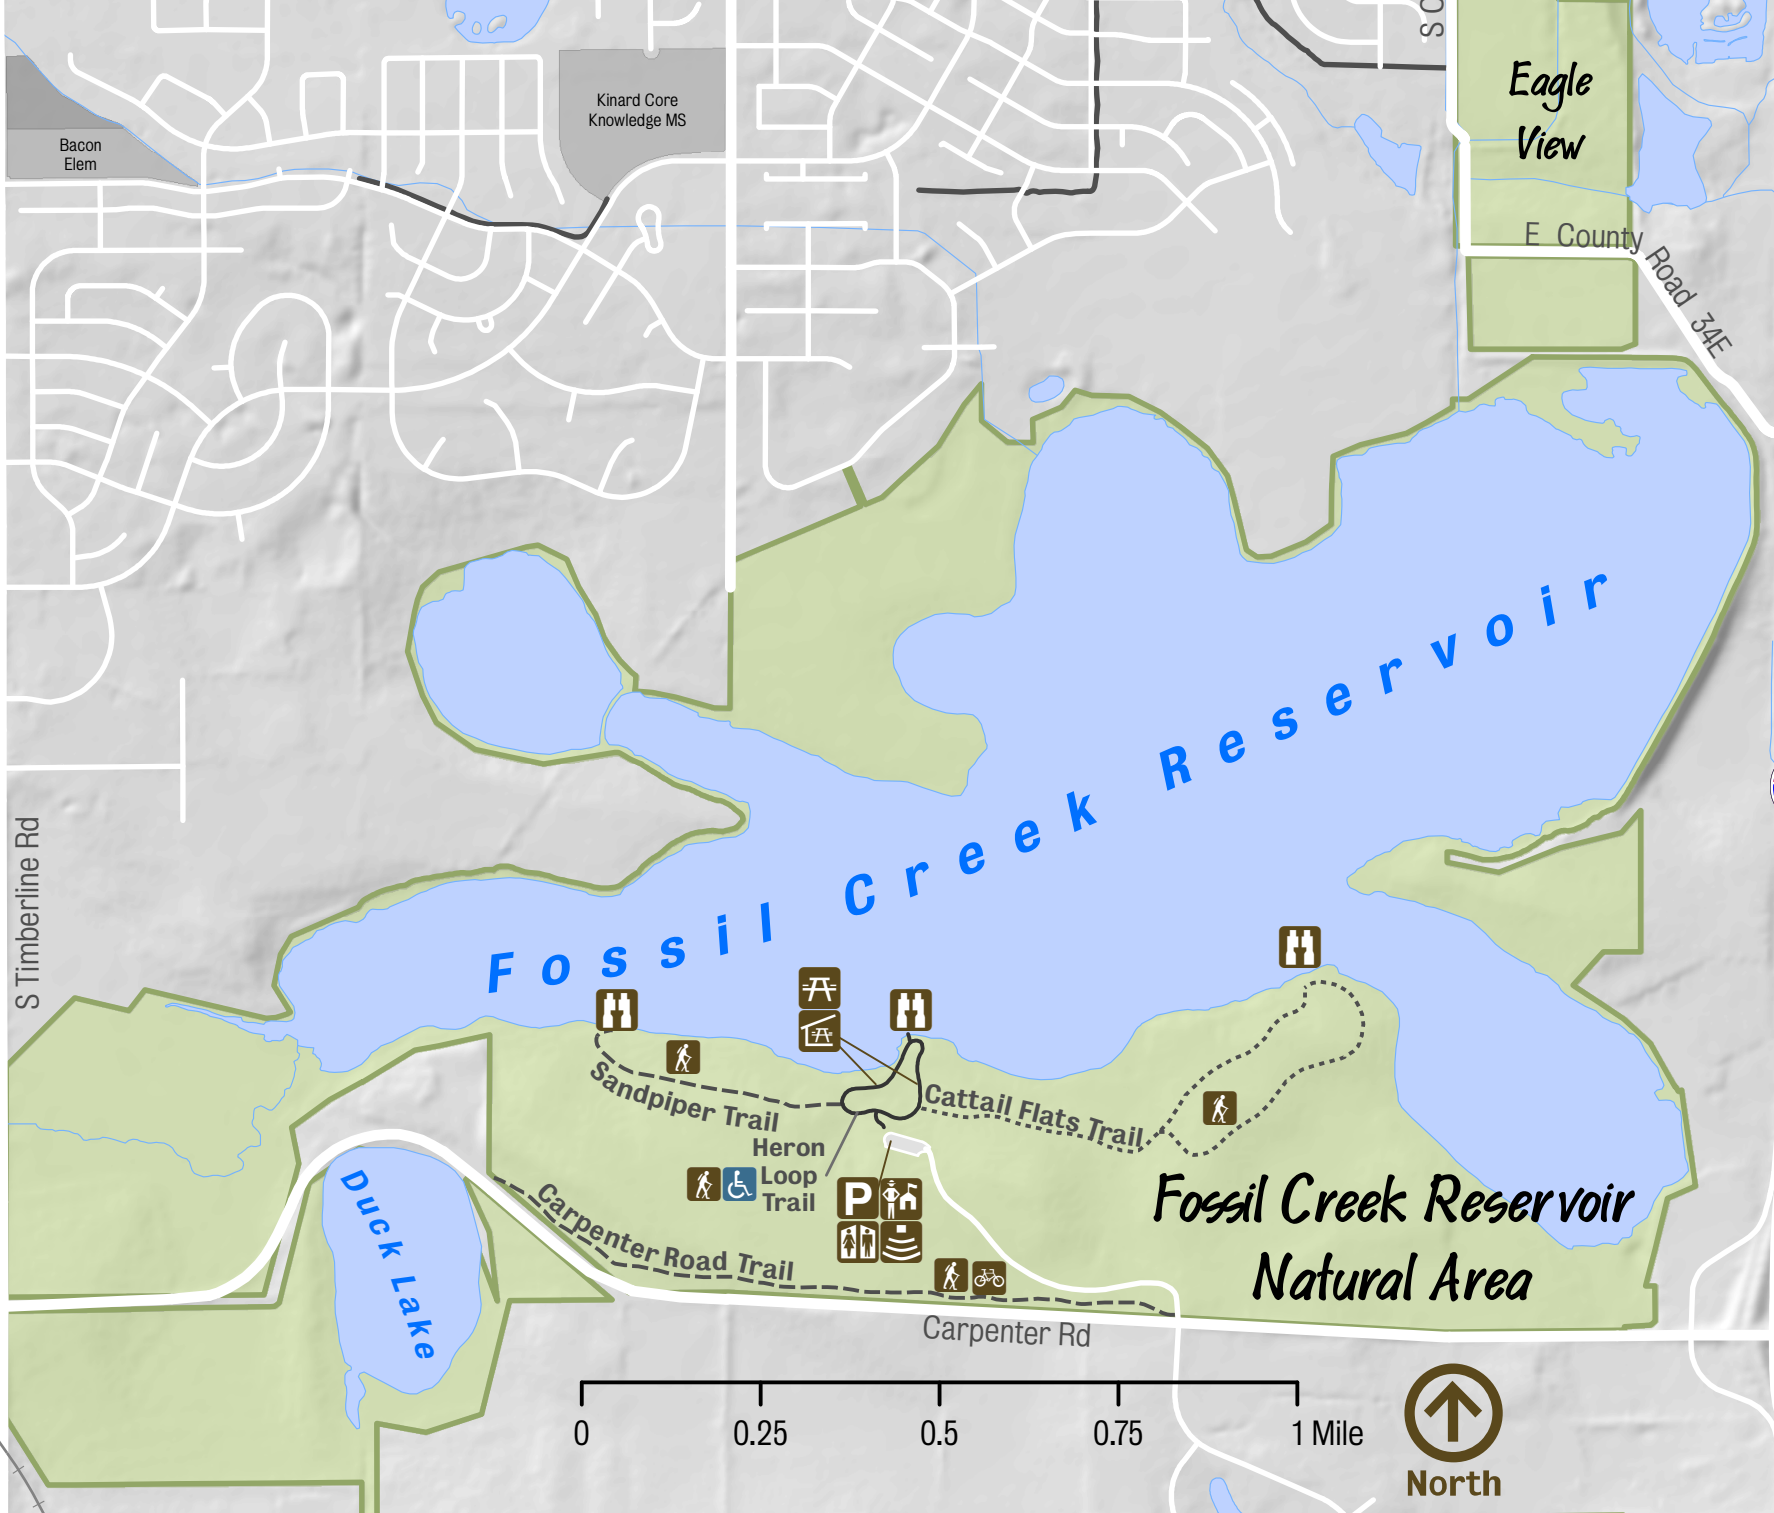 S C
Eagle
View
Kinard Core
Knowledge MS
Bacon
Elem
E County Road 34E
Fossil Creek Reservoir
S Timberline Rd
Sandpiper Trail
Cattail Flats Trail
Heron
Loop
Trail
P
Carpenter Road Trail
Duck Lake
Fossil Creek Reservoir
Natural Area
Carpenter Rd
0 0.25 0.5 0.75 1 Mile
North